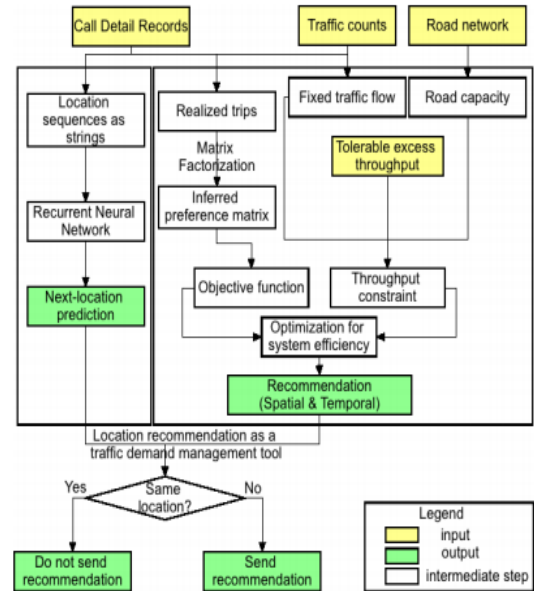 Call Detail Records
Traffic counts
Road network
Location
sequences as
strings
Realized trips
Fixed traffic flow
Road capacity
Matrix
Factorization
Tolerable excess
throughput
Recurrent Neural
Network
Inferred
preference matrix
Next-location
prediction
Objective function
Throughput
constraint
Optimization for
system efficiency
Recommendation
(Spatial & Temporal)
Location recommendation as a
traffic demand management tool
Yes
Same
location?
No
Do not send
recommendation
Send
recommendation
Legend
input
output
intermediate step